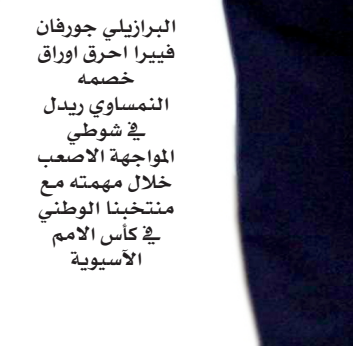 البرازيلي جورفان
فييرا احرق اوراق
خصمه
النمساوي ريدل
في شوطي
المواجهة الاصعب
خلال مهمته مع
منتخبنا الوطني
في كأس الامم
الآسيوية